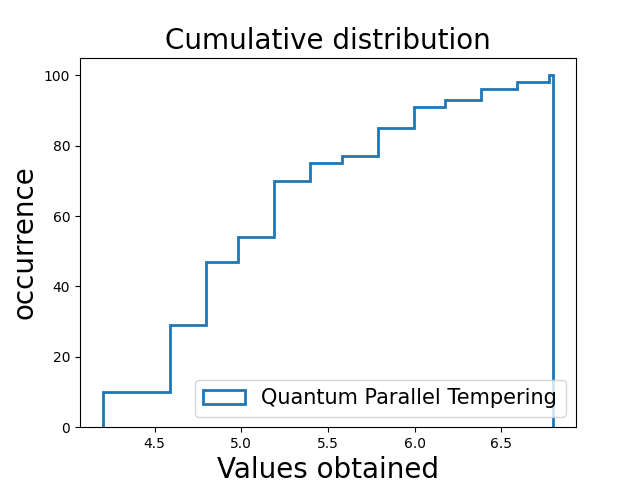 Cumulative distribution
occurrence
100
80
60
40
20
0
Quantum Parallel Tempering
4.5 5.0 5.5 6.0 6.5
Values obtained